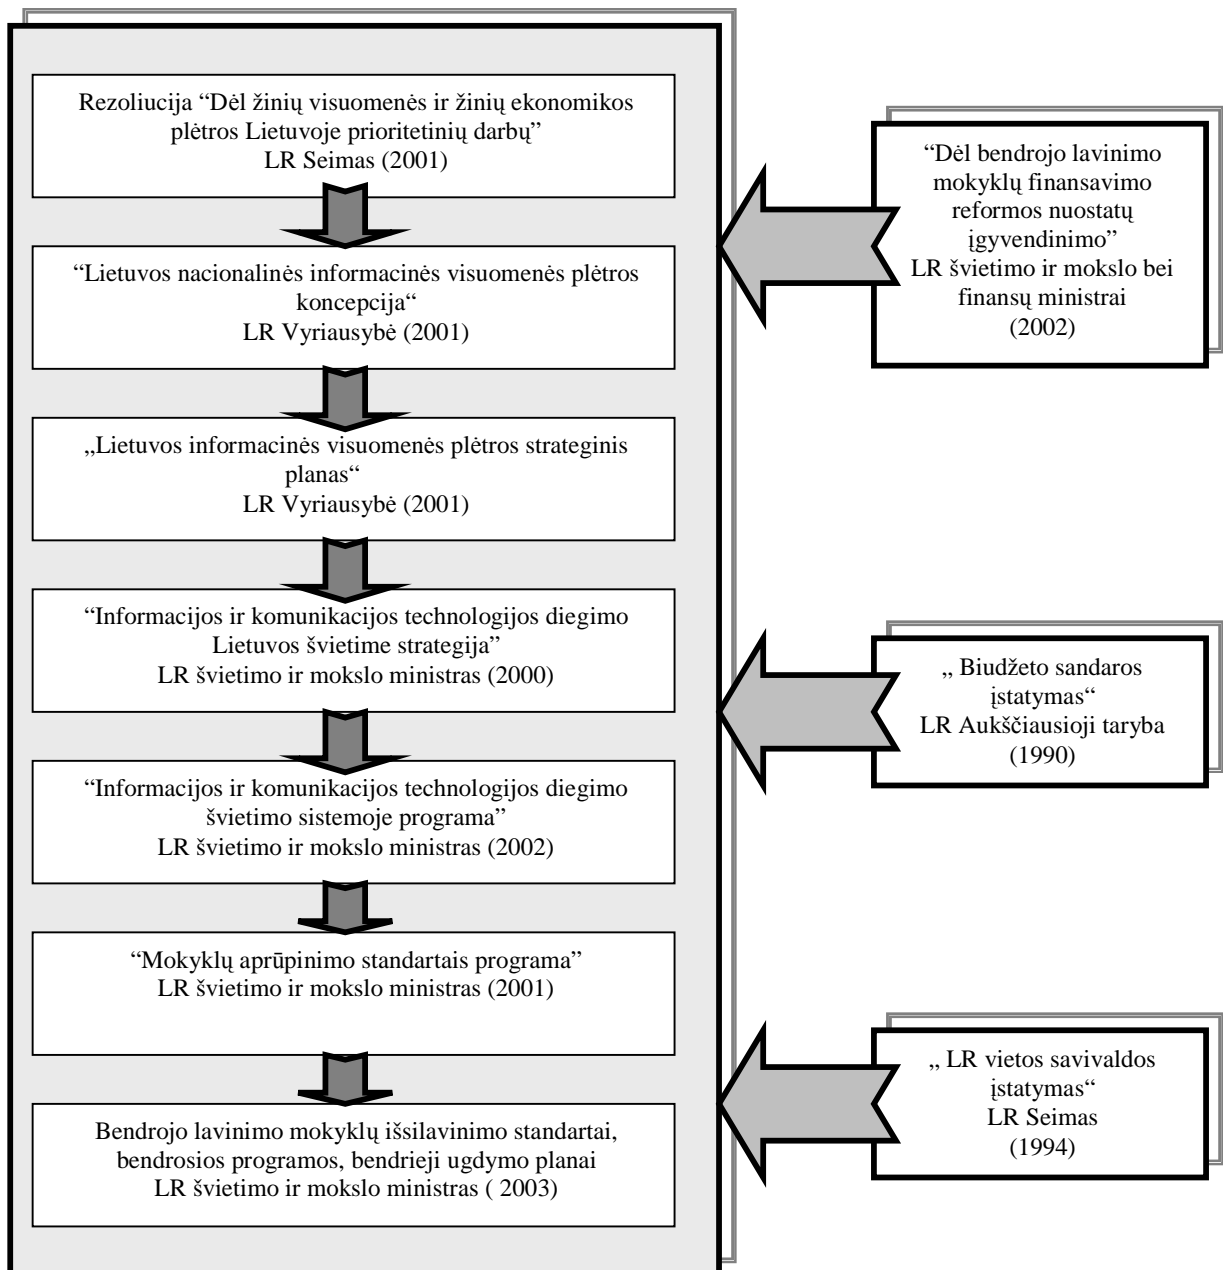 Rezoliucija “Dėl žinių visuomenės ir žinių ekonomikos
plėtros Lietuvoje prioritetinių darbų”
LR Seimas (2001)
“Lietuvos nacionalinės informacinės visuomenės plėtros
koncepcija“
LR Vyriausybė (2001)
„Lietuvos informacinės visuomenės plėtros strateginis
planas“
LR Vyriausybė (2001)
“Informacijos ir komunikacijos technologijos diegimo
Lietuvos švietime strategija”
LR švietimo ir mokslo ministras (2000)
“Informacijos ir komunikacijos technologijos diegimo
švietimo sistemoje programa”
LR švietimo ir mokslo ministras (2002)
“Mokyklų aprūpinimo standartais programa”
LR švietimo ir mokslo ministras (2001)
Bendrojo lavinimo mokyklų išsilavinimo standartai,
bendrosios programos, bendrieji ugdymo planai
LR švietimo ir mokslo ministras ( 2003)
“Dėl bendrojo lavinimo
mokyklų finansavimo
reformos nuostatų
įgyvendinimo”
LR švietimo ir mokslo bei
finansų ministrai
(2002)
„ Biudžeto sandaros
įstatymas“
LR Aukščiausioji taryba
(1990)
„ LR vietos savivaldos
įstatymas“
LR Seimas
(1994)